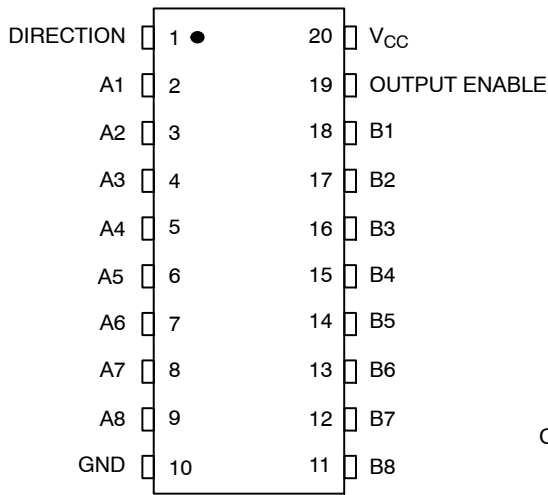 DIRECTION 1 20 VCC
A1 2 19 OUTPUT ENABLE
A2 3 18 B1
A3 4 17 B2
A4 5 16 B3
A5 6 15 B4
A6 7 14 B5
A7 8 13 B6
A8 9 12 B7
GND 10 11 B8